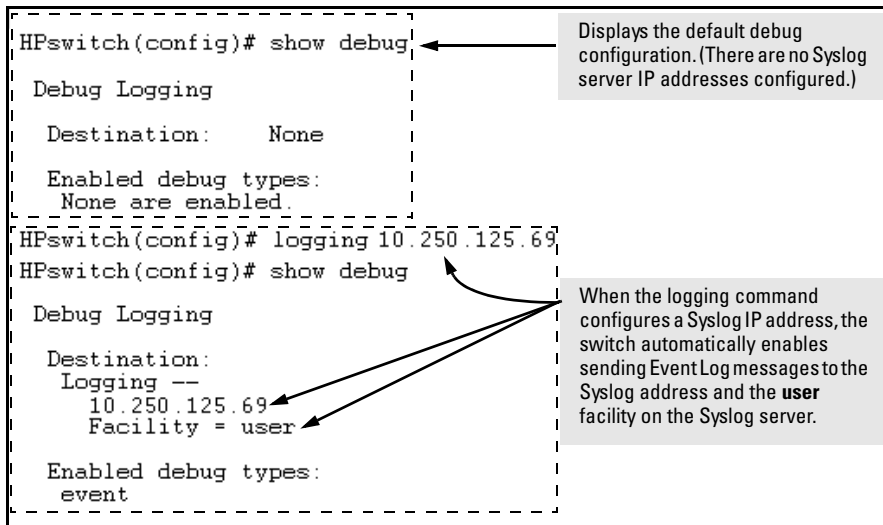 HPswitch(config)# show debug
Displays the default debug
configuration. (There are no Syslog
server IP addresses configured.)
Debug Logging
Destination: None
Enabled debug types:
None are enabled.
HPswitch(config)# logging 10.250.125.69
HPswitch(config)# show debug
Debug Logging
Destination:
Logging --
10.250.125.69
Facility = user
Enabled debug types:
event
When the logging command
configures a Syslog IP address, the
switch automatically enables
sending Event Log messages to the
Syslog address and the user
facility on the Syslog server.